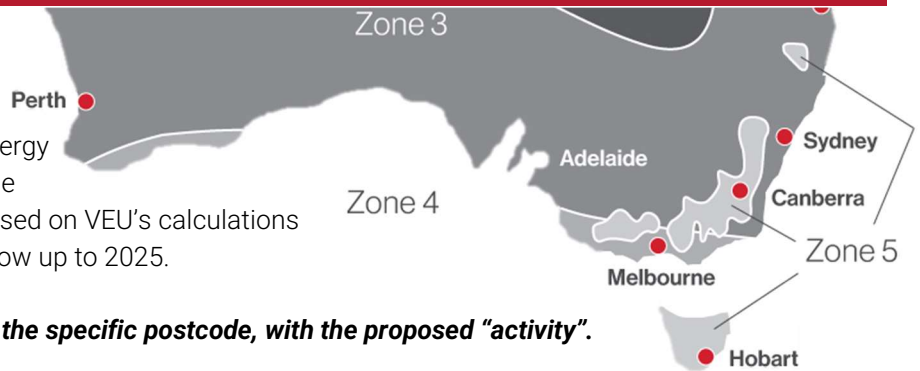 Zone 3
Perth
ergy
Sydney
Adelaide
e
Canberra
Zone 4
sed on VEU’s calculations
Zone 5
ow up to 2025.
Melbourne
the specific postcode, with the proposed “activity”.
Hobart